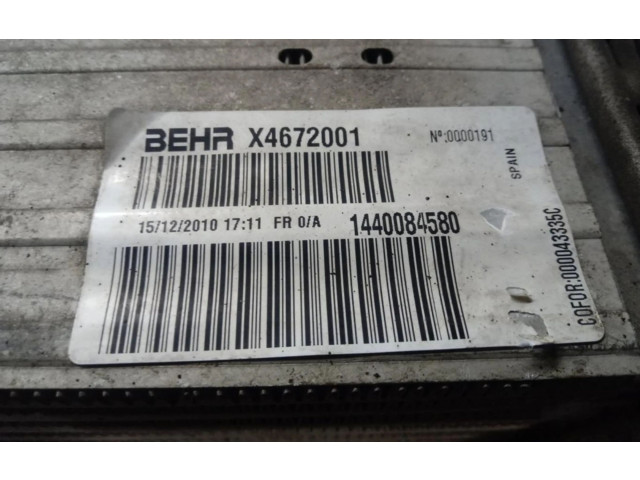 BEHR X4672001 Nº:0000191
15/12/2010 17:11 FR 0/A 1440084580
SPAIN
COFOR:000043335C